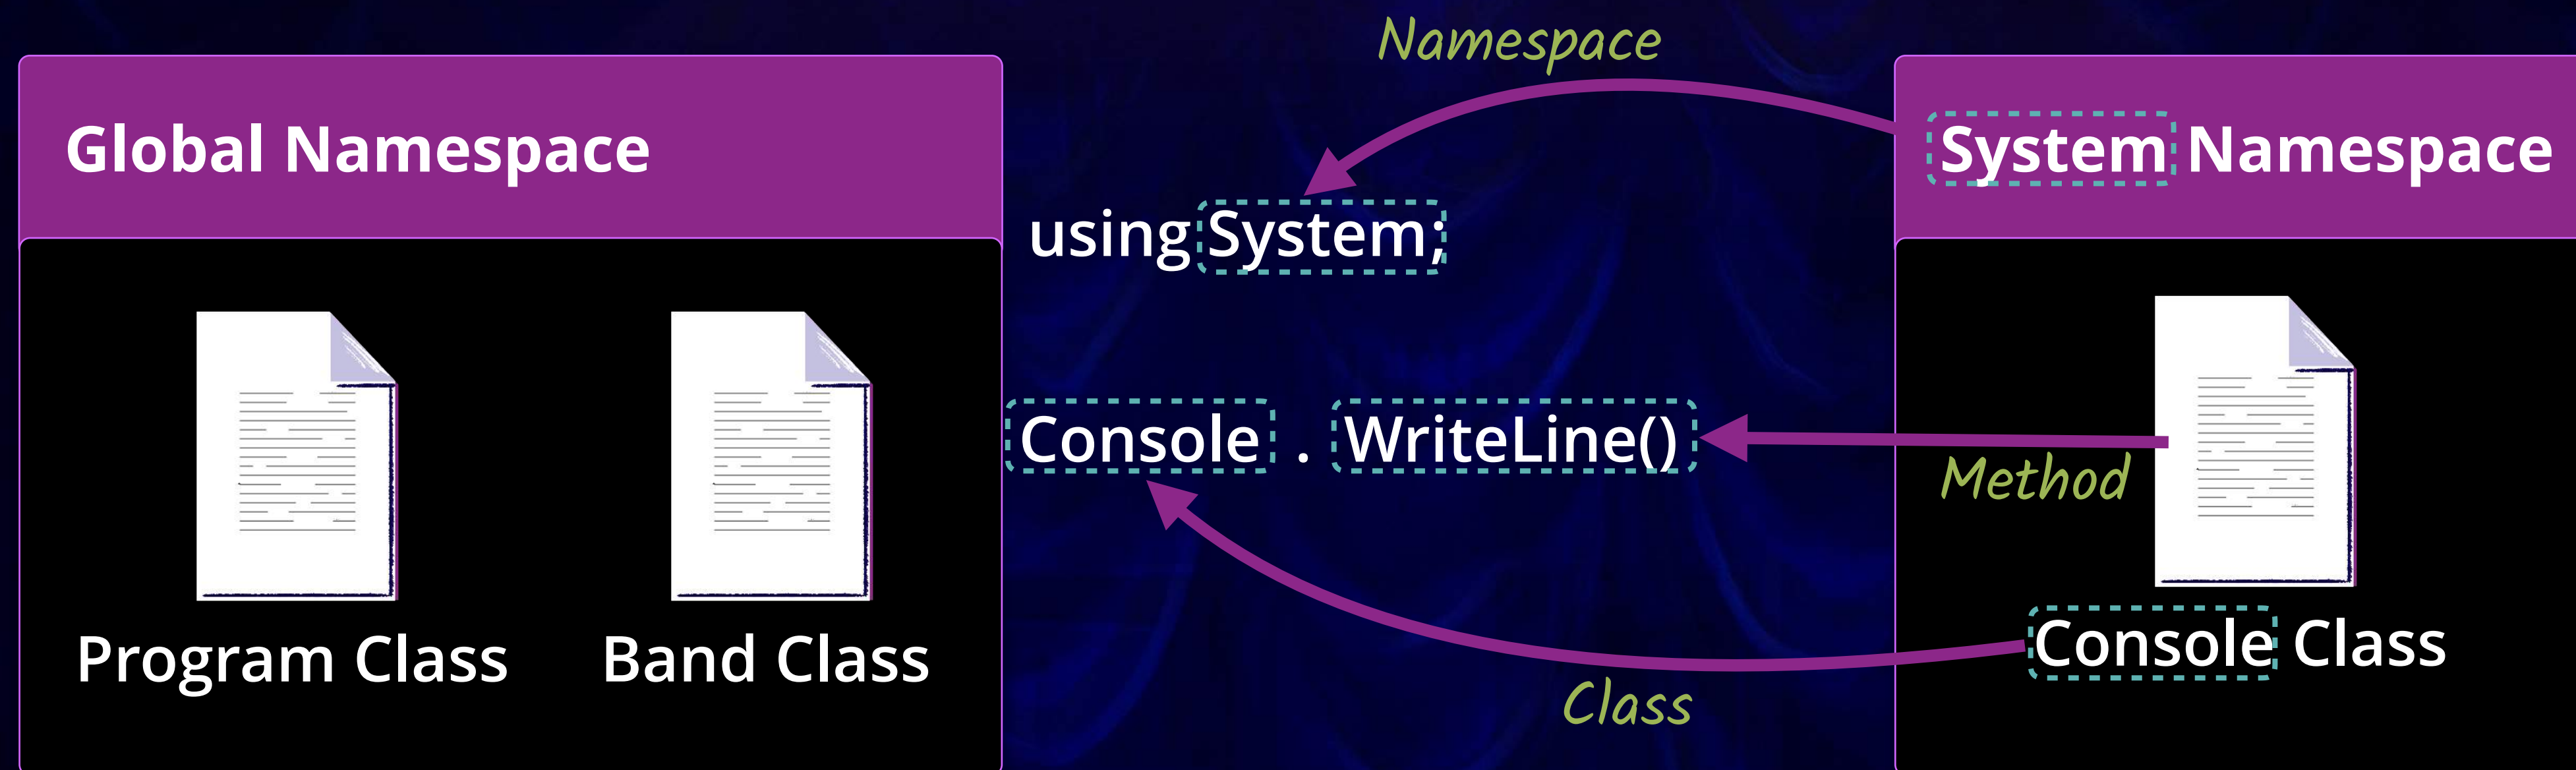 Namespace
Global Namespace
System Namespace
using System;
Console . WriteLine()
Method
Program Class
Band Class
Console Class
Class